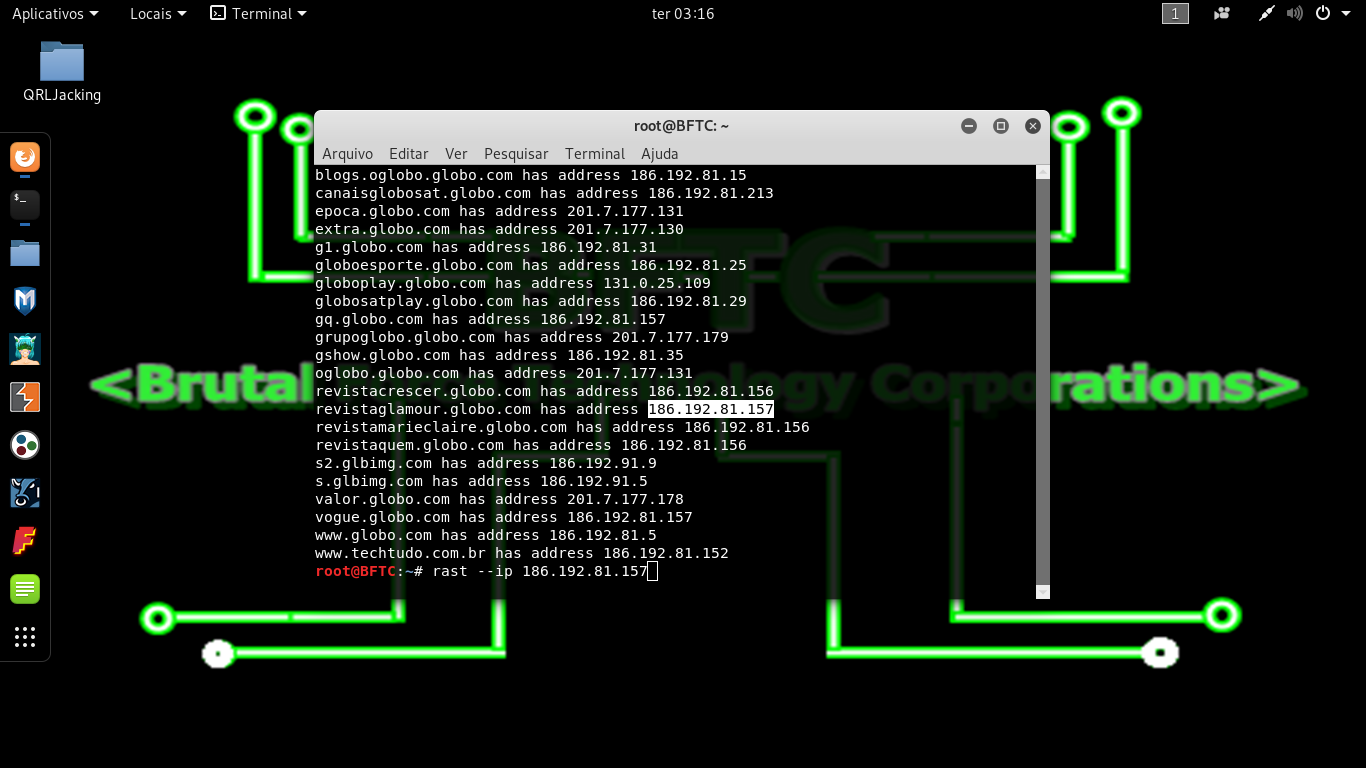 Aplicativos Locais Terminal ter 03:16 1
QRLJacking
root@BFTC: ~
Arquivo Editar Ver Pesquisar Terminal Ajuda
blogs.oglobo.globo.com has address 186.192.81.15
canaisglobosat.globo.com has address 186.192.81.213
epoca.globo.com has address 201.7.177.131
extra.globo.com has address 201.7.177.130
g1.globo.com has address 186.192.81.31
globoesporte.globo.com has address 186.192.81.25
globoplay.globo.com has address 131.0.25.109
globosatplay.globo.com has address 186.192.81.29
gq.globo.com has address 186.192.81.157
grupoglobo.globo.com has address 201.7.177.179
gshow.globo.com has address 186.192.81.35
oglobo.globo.com has address 201.7.177.131
revistacrescer.globo.com has address 186.192.81.156
revistaglamour.globo.com has address 186.192.81.157
revistamarieclaire.globo.com has address 186.192.81.156
revistaquem.globo.com has address 186.192.81.156
s2.glbimg.com has address 186.192.91.9
s.glbimg.com has address 186.192.91.5
valor.globo.com has address 201.7.177.178
vogue.globo.com has address 186.192.81.157
www.globo.com has address 186.192.81.5
www.techtudo.com.br has address 186.192.81.152
root@BFTC:~# rast --ip 186.192.81.157
BFTC
<Brutal Technology Corporations>